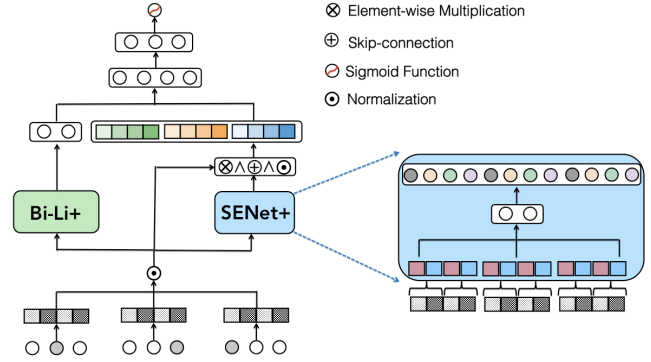 Element-wise Multiplication
Skip-connection
Sigmoid Function
Normalization
Bi-Li+
SENet+